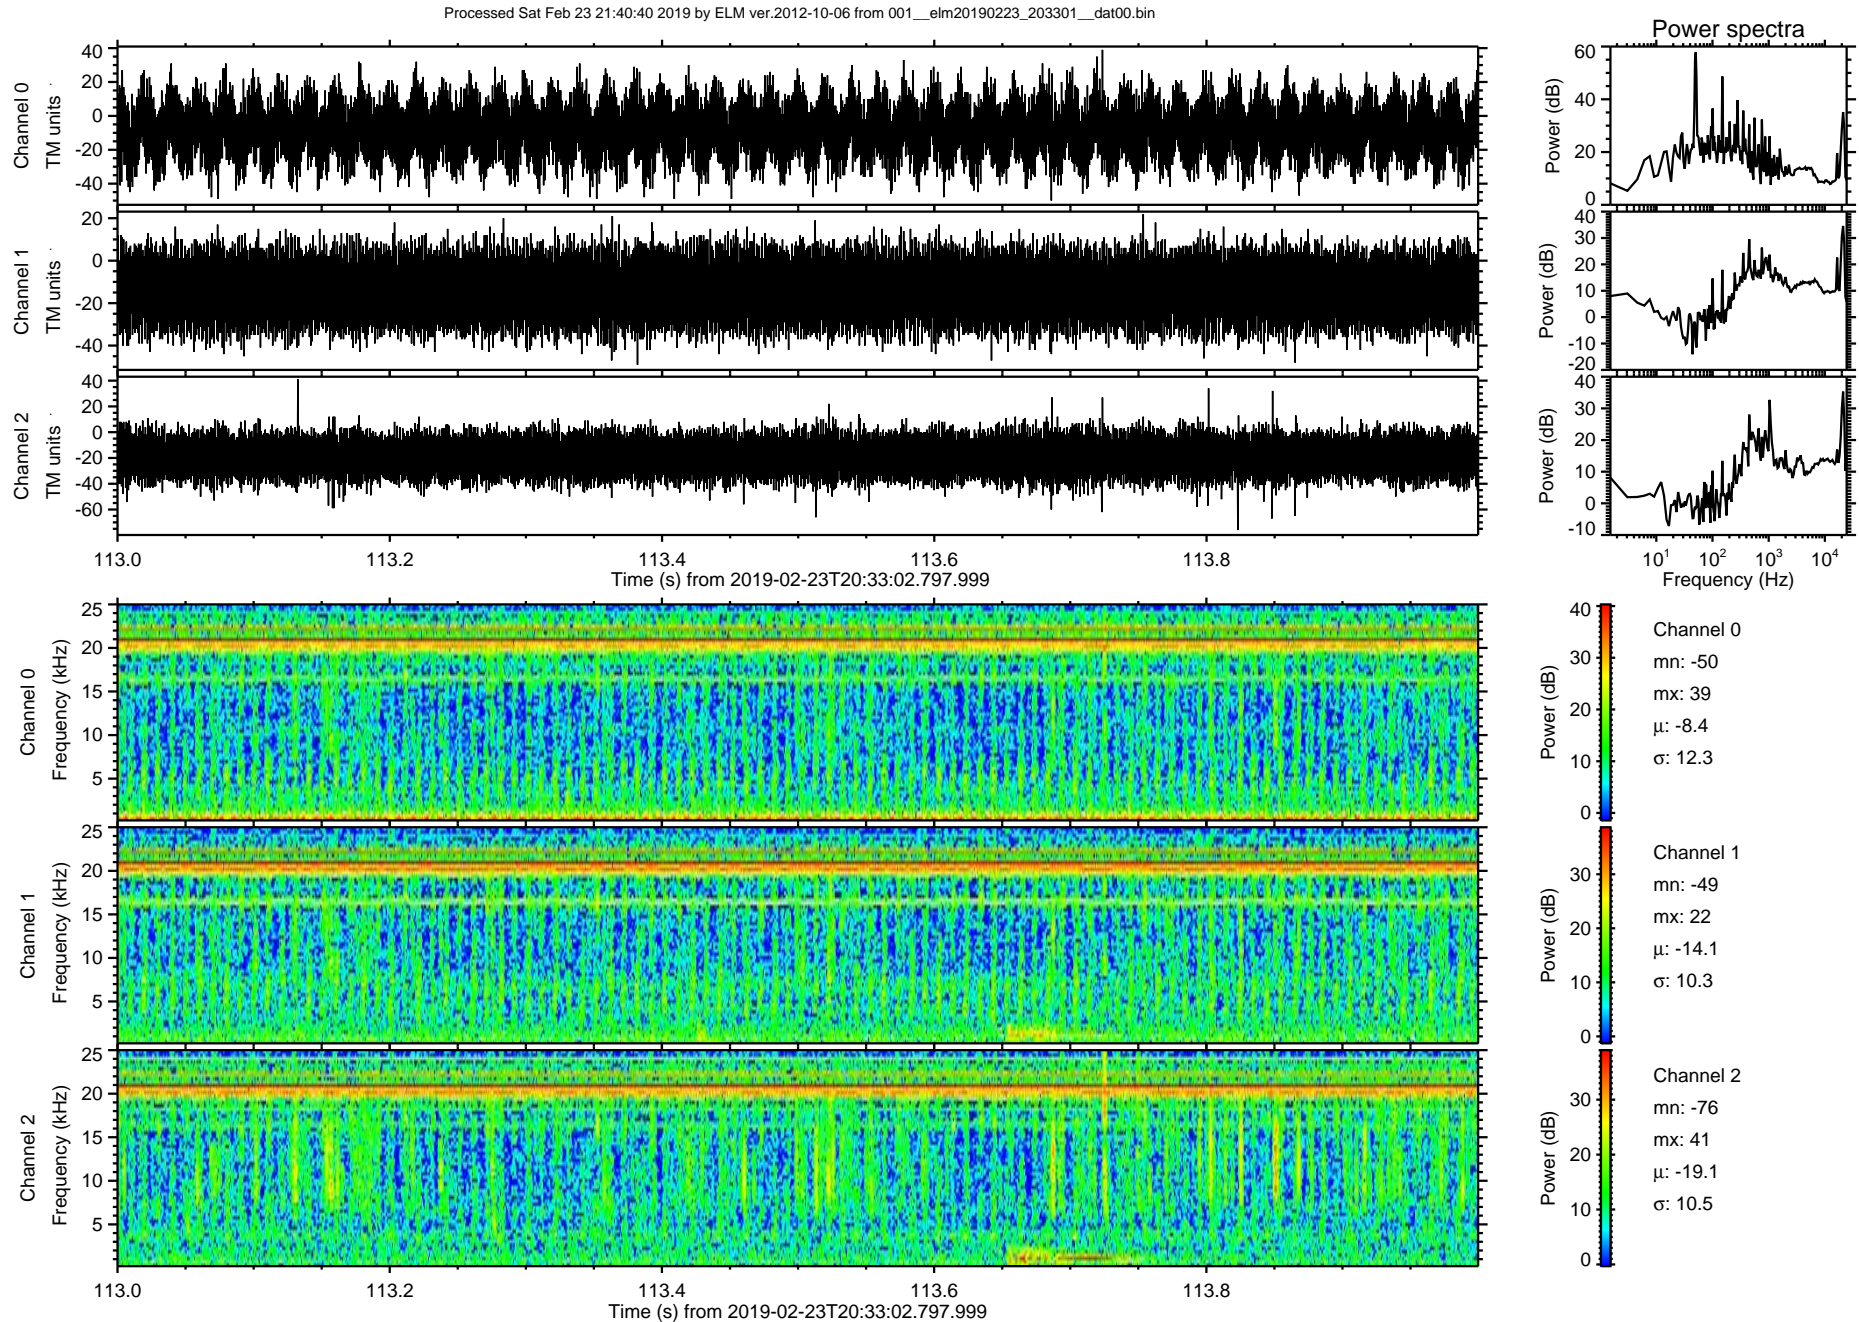 Processed Sat Feb 23 21:40:40 2019 by ELM ver.2012-10-06 from 001__elm20190223_203301__dat00.bin
Power spectra
Channel 0
TM units
40
20
0
-20
-40
Power (dB)
60
40
20
0
Channel 1
TM units
20
0
-20
-40
Power (dB)
40
30
20
10
0
-10
-20
Channel 2
TM units
40
20
0
-20
-40
-60
Power (dB)
40
30
20
10
0
-10
113.0 113.2 113.4 113.6 113.8
Time (s) from 2019-02-23T20:33:02.797.999
10¹ 10² 10³ 10⁴
Frequency (Hz)
Channel 0
Frequency (kHz)
25
20
15
10
5
Power (dB)
40
30
20
10
0
Channel 0
mn: -50
mx: 39
μ: -8.4
σ: 12.3
Channel 1
Frequency (kHz)
25
20
15
10
5
Power (dB)
30
20
10
0
Channel 1
mn: -49
mx: 22
μ: -14.1
σ: 10.3
Channel 2
Frequency (kHz)
25
20
15
10
5
Power (dB)
30
20
10
0
Channel 2
mn: -76
mx: 41
μ: -19.1
σ: 10.5
113.0 113.2 113.4 113.6 113.8
Time (s) from 2019-02-23T20:33:02.797.999